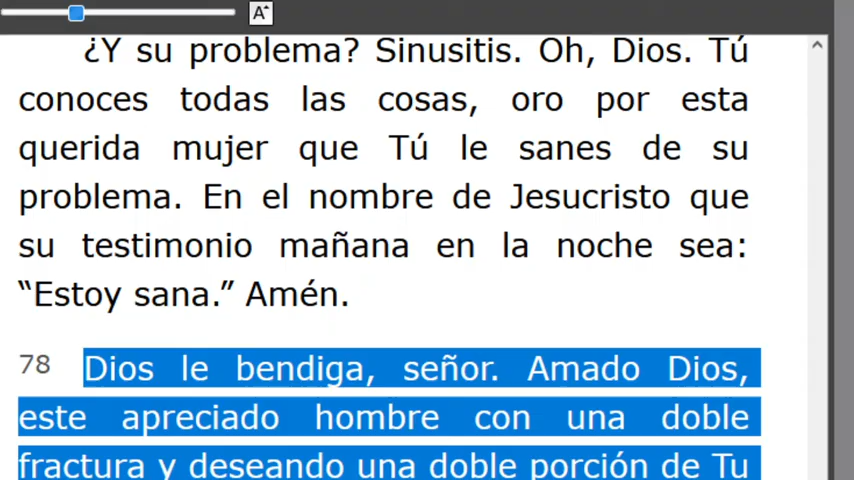 A
¿Y su problema? Sinusitis. Oh, Dios. Tú
conoces todas las cosas, oro por esta
querida mujer que Tú le sanes de su
problema. En el nombre de Jesucristo que
su testimonio mañana en la noche sea:
“Estoy sana.” Amén.
78 Dios le bendiga, señor. Amado Dios,
este apreciado hombre con una doble
fractura y deseando una doble porción de Tu